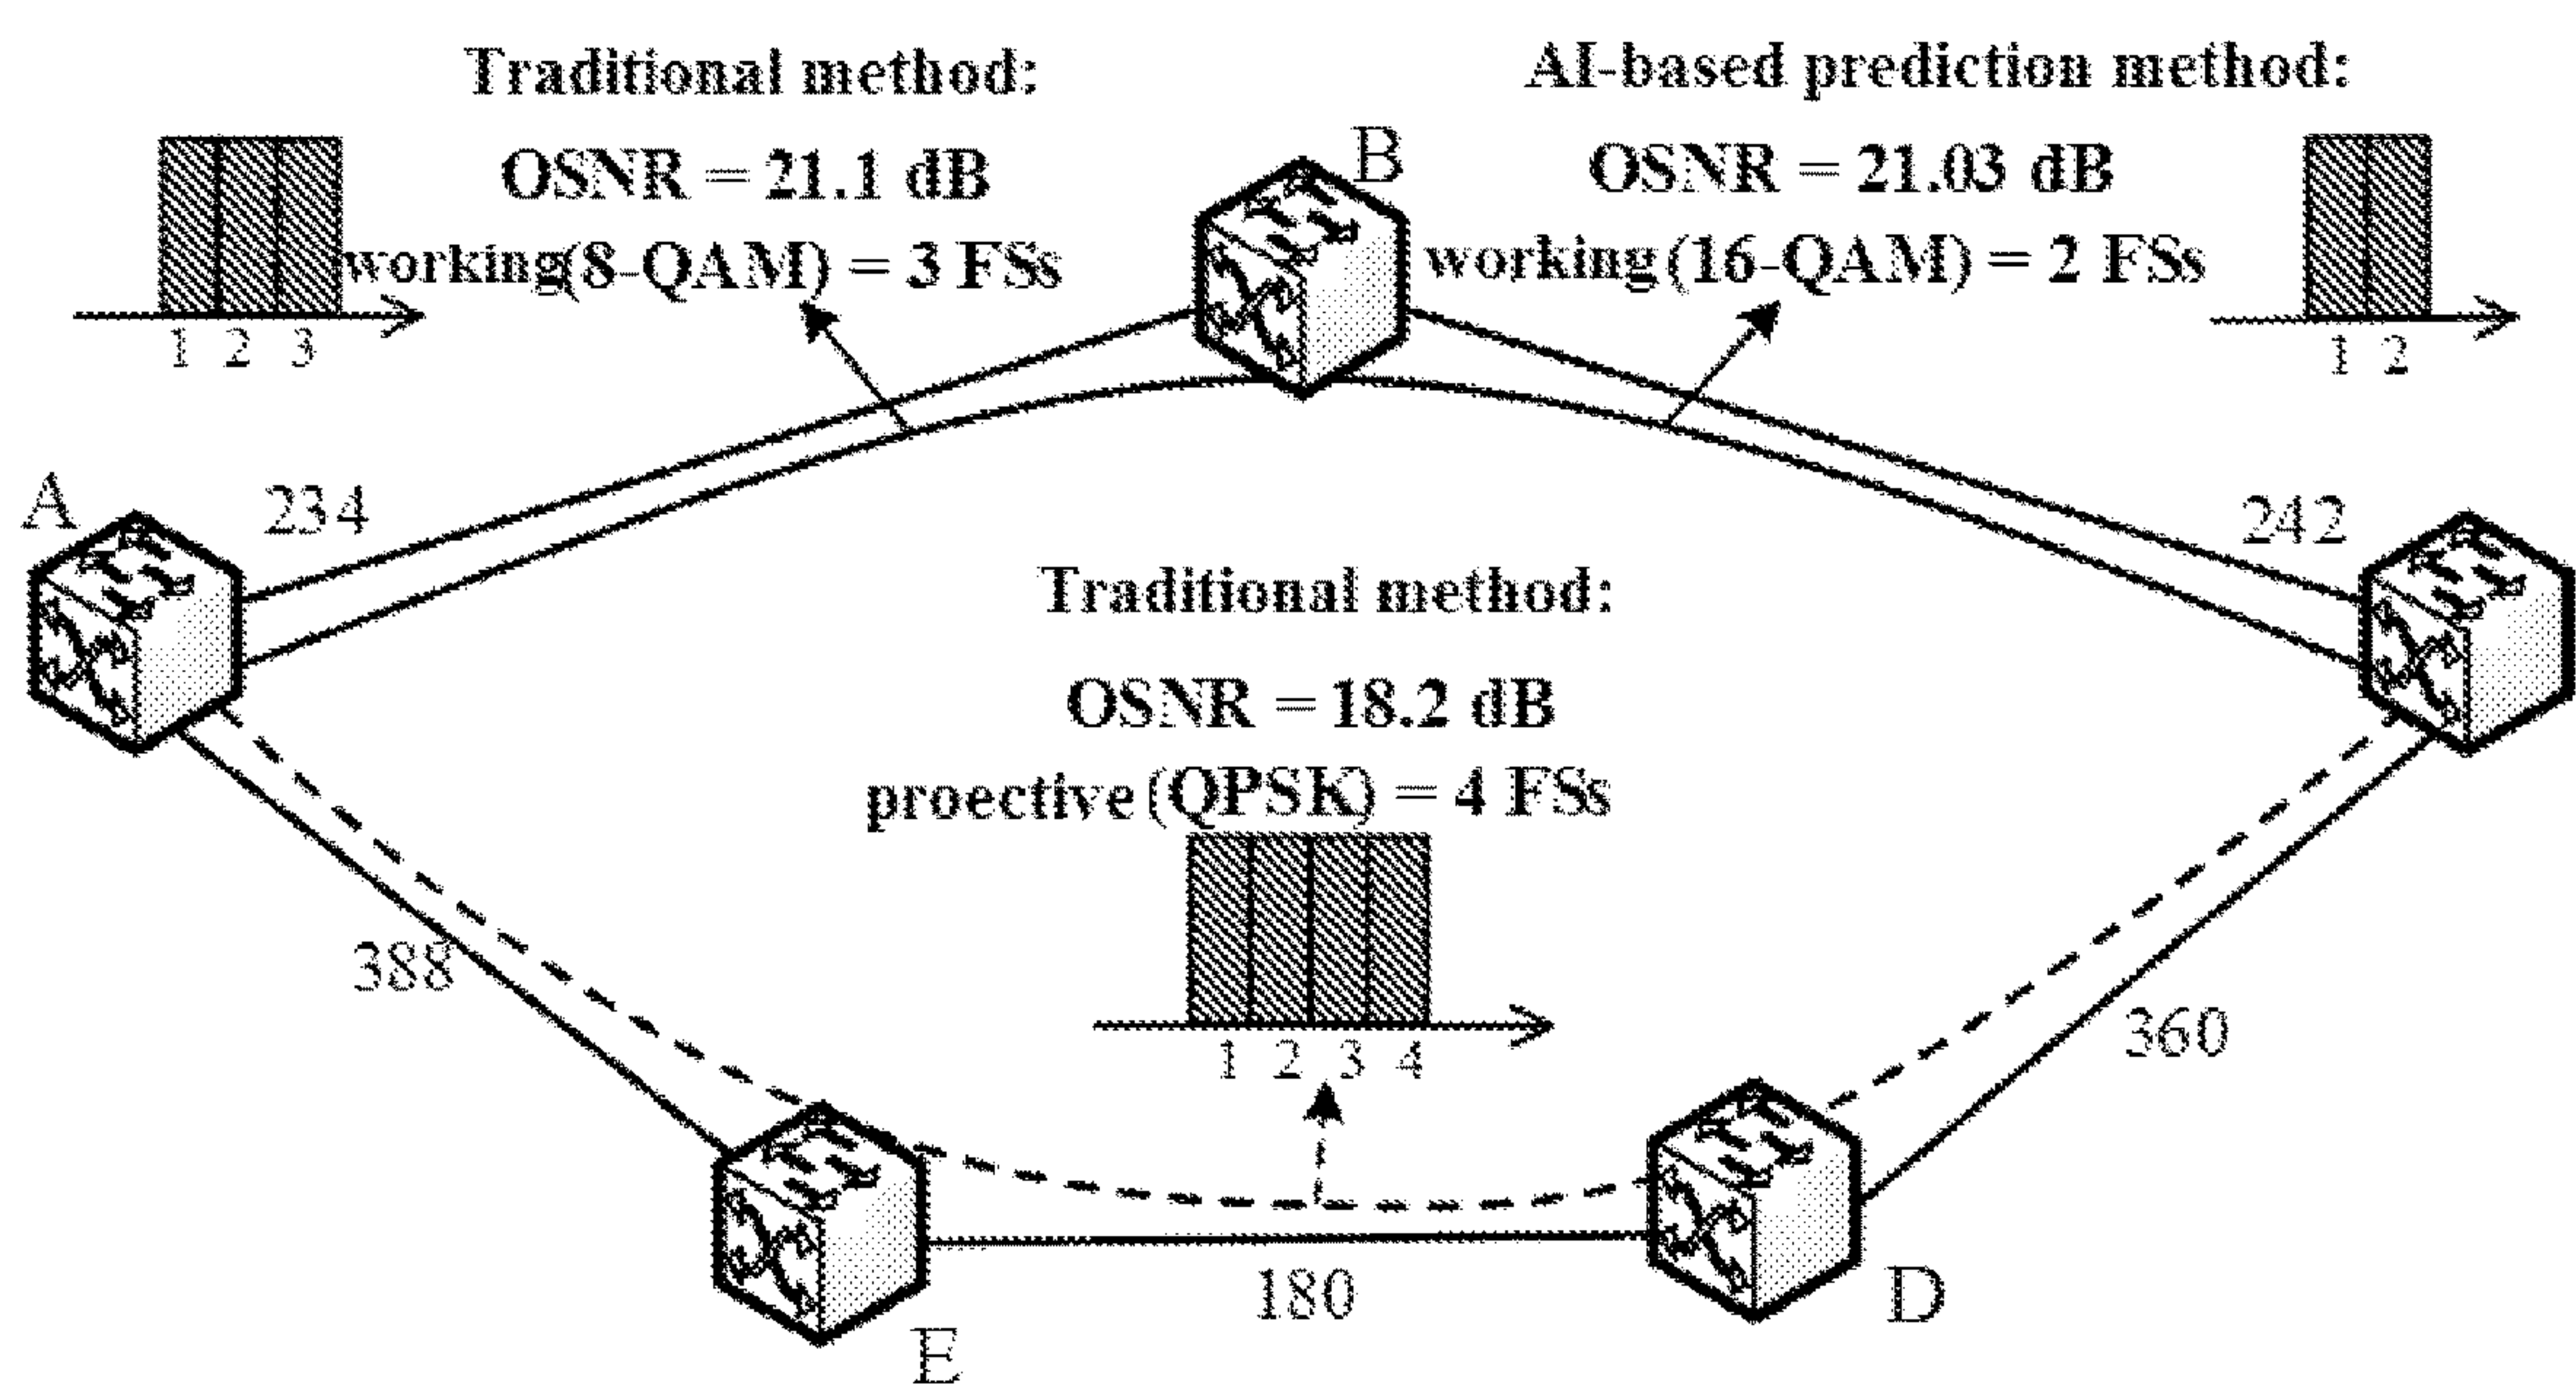 Traditional method:
OSNR = 21.1 dB
working(8-QAM) = 3 FSs
1 2 3
AI-based prediction method:
OSNR = 21.03 dB
working(16-QAM) = 2 FSs
1 2
B
A
234
242
Traditional method:
OSNR = 18.2 dB
proective(QPSK) = 4 FSs
1 2 3 4
388
360
180
D
E